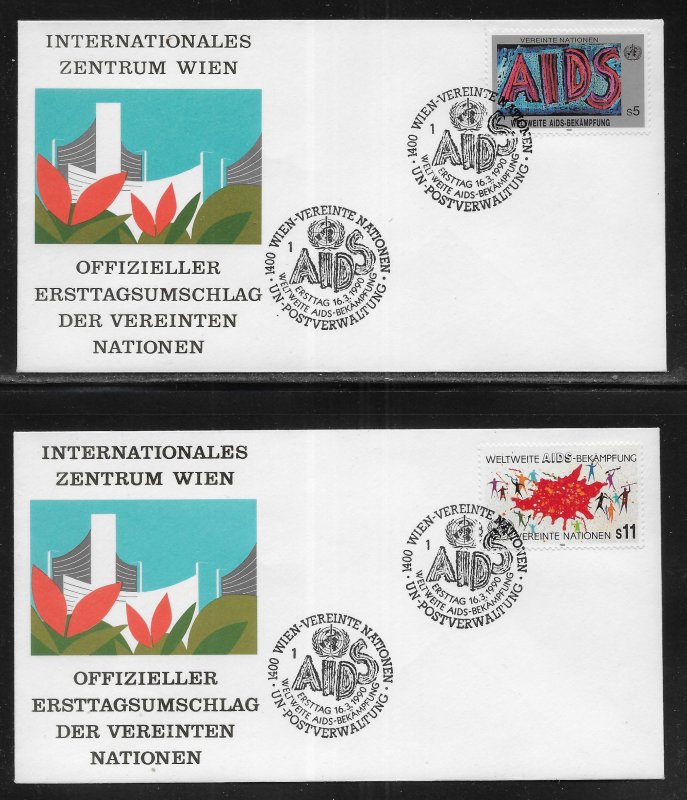 INTERNATIONALES
ZENTRUM WIEN
OFFIZIELLER
ERSTTAGSUMSCHLAG
DER VEREINTEN
NATIONEN
1400 WIEN-VEREINTE NATIONEN
1
AIDS
ERSTTAG 16.3.1990
WELTWEITE AIDS-BEKÄMPFUNG
· UN-POSTVERWALTUNG ·
1400 WIEN-VEREINTE NATIONEN
1
AIDS
ERSTTAG 16.3.1990
WELTWEITE AIDS-BEKÄMPFUNG
· UN-POSTVERWALTUNG ·
VEREINTE NATIONEN
AIDS
s5
WELTWEITE AIDS-BEKÄMPFUNG
INTERNATIONALES
ZENTRUM WIEN
OFFIZIELLER
ERSTTAGSUMSCHLAG
DER VEREINTEN
NATIONEN
1400 WIEN-VEREINTE NATIONEN
1
AIDS
ERSTTAG 16.3.1990
WELTWEITE AIDS-BEKÄMPFUNG
· UN-POSTVERWALTUNG ·
1400 WIEN-VEREINTE NATIONEN
1
AIDS
ERSTTAG 16.3.1990
WELTWEITE AIDS-BEKÄMPFUNG
· UN-POSTVERWALTUNG ·
WELTWEITE AIDS-BEKÄMPFUNG
VEREINTE NATIONEN s11